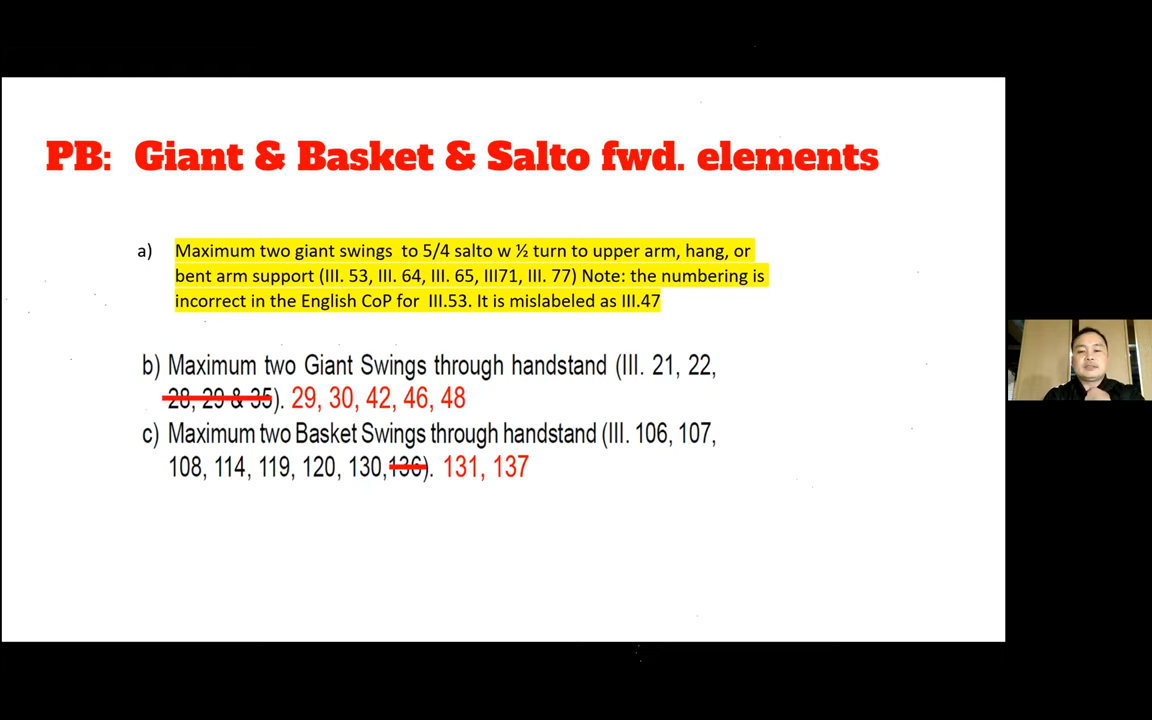 PB: Giant & Basket & Salto fwd. elements
a) Maximum two giant swings to 5/4 salto w ½ turn to upper arm, hang, or
bent arm support (III. 53, III. 64, III. 65, III71, III. 77) Note: the numbering is
incorrect in the English CoP for III.53. It is mislabeled as III.47
b) Maximum two Giant Swings through handstand (III. 21, 22,
28, 29 & 35). 29, 30, 42, 46, 48
c) Maximum two Basket Swings through handstand (III. 106, 107,
108, 114, 119, 120, 130,136). 131, 137